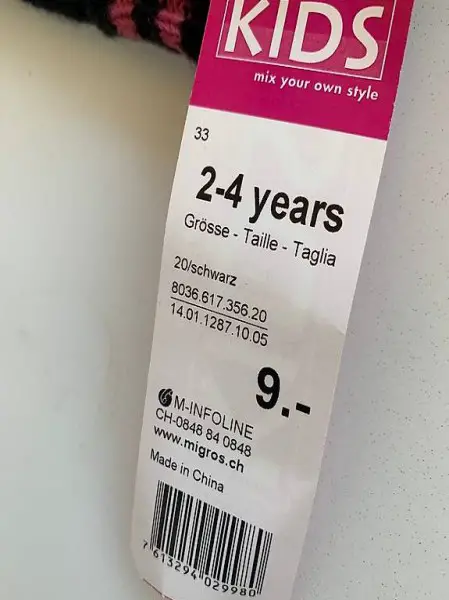 KIDS
mix your own style
33
2-4 years
Grösse - Taille - Taglia
20/schwarz
8036.617.356.20
14.01.1287.10.05
9.-
M-INFOLINE
CH-0848 84 0848
www.migros.ch
Made in China
7 613294 029980